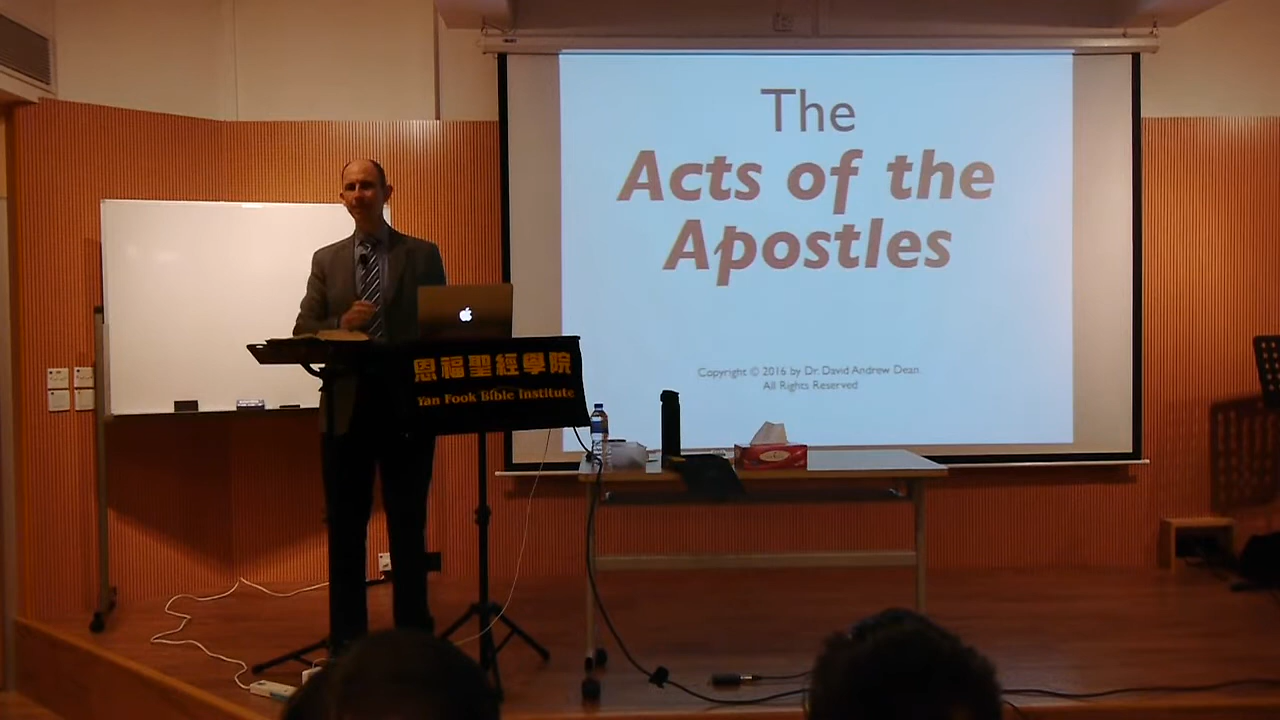 The
Acts of the
Apostles
Copyright © 2016 by Dr. David Andrew Dean.
All Rights Reserved
恩福聖經學院
Yan Fook Bible Institute